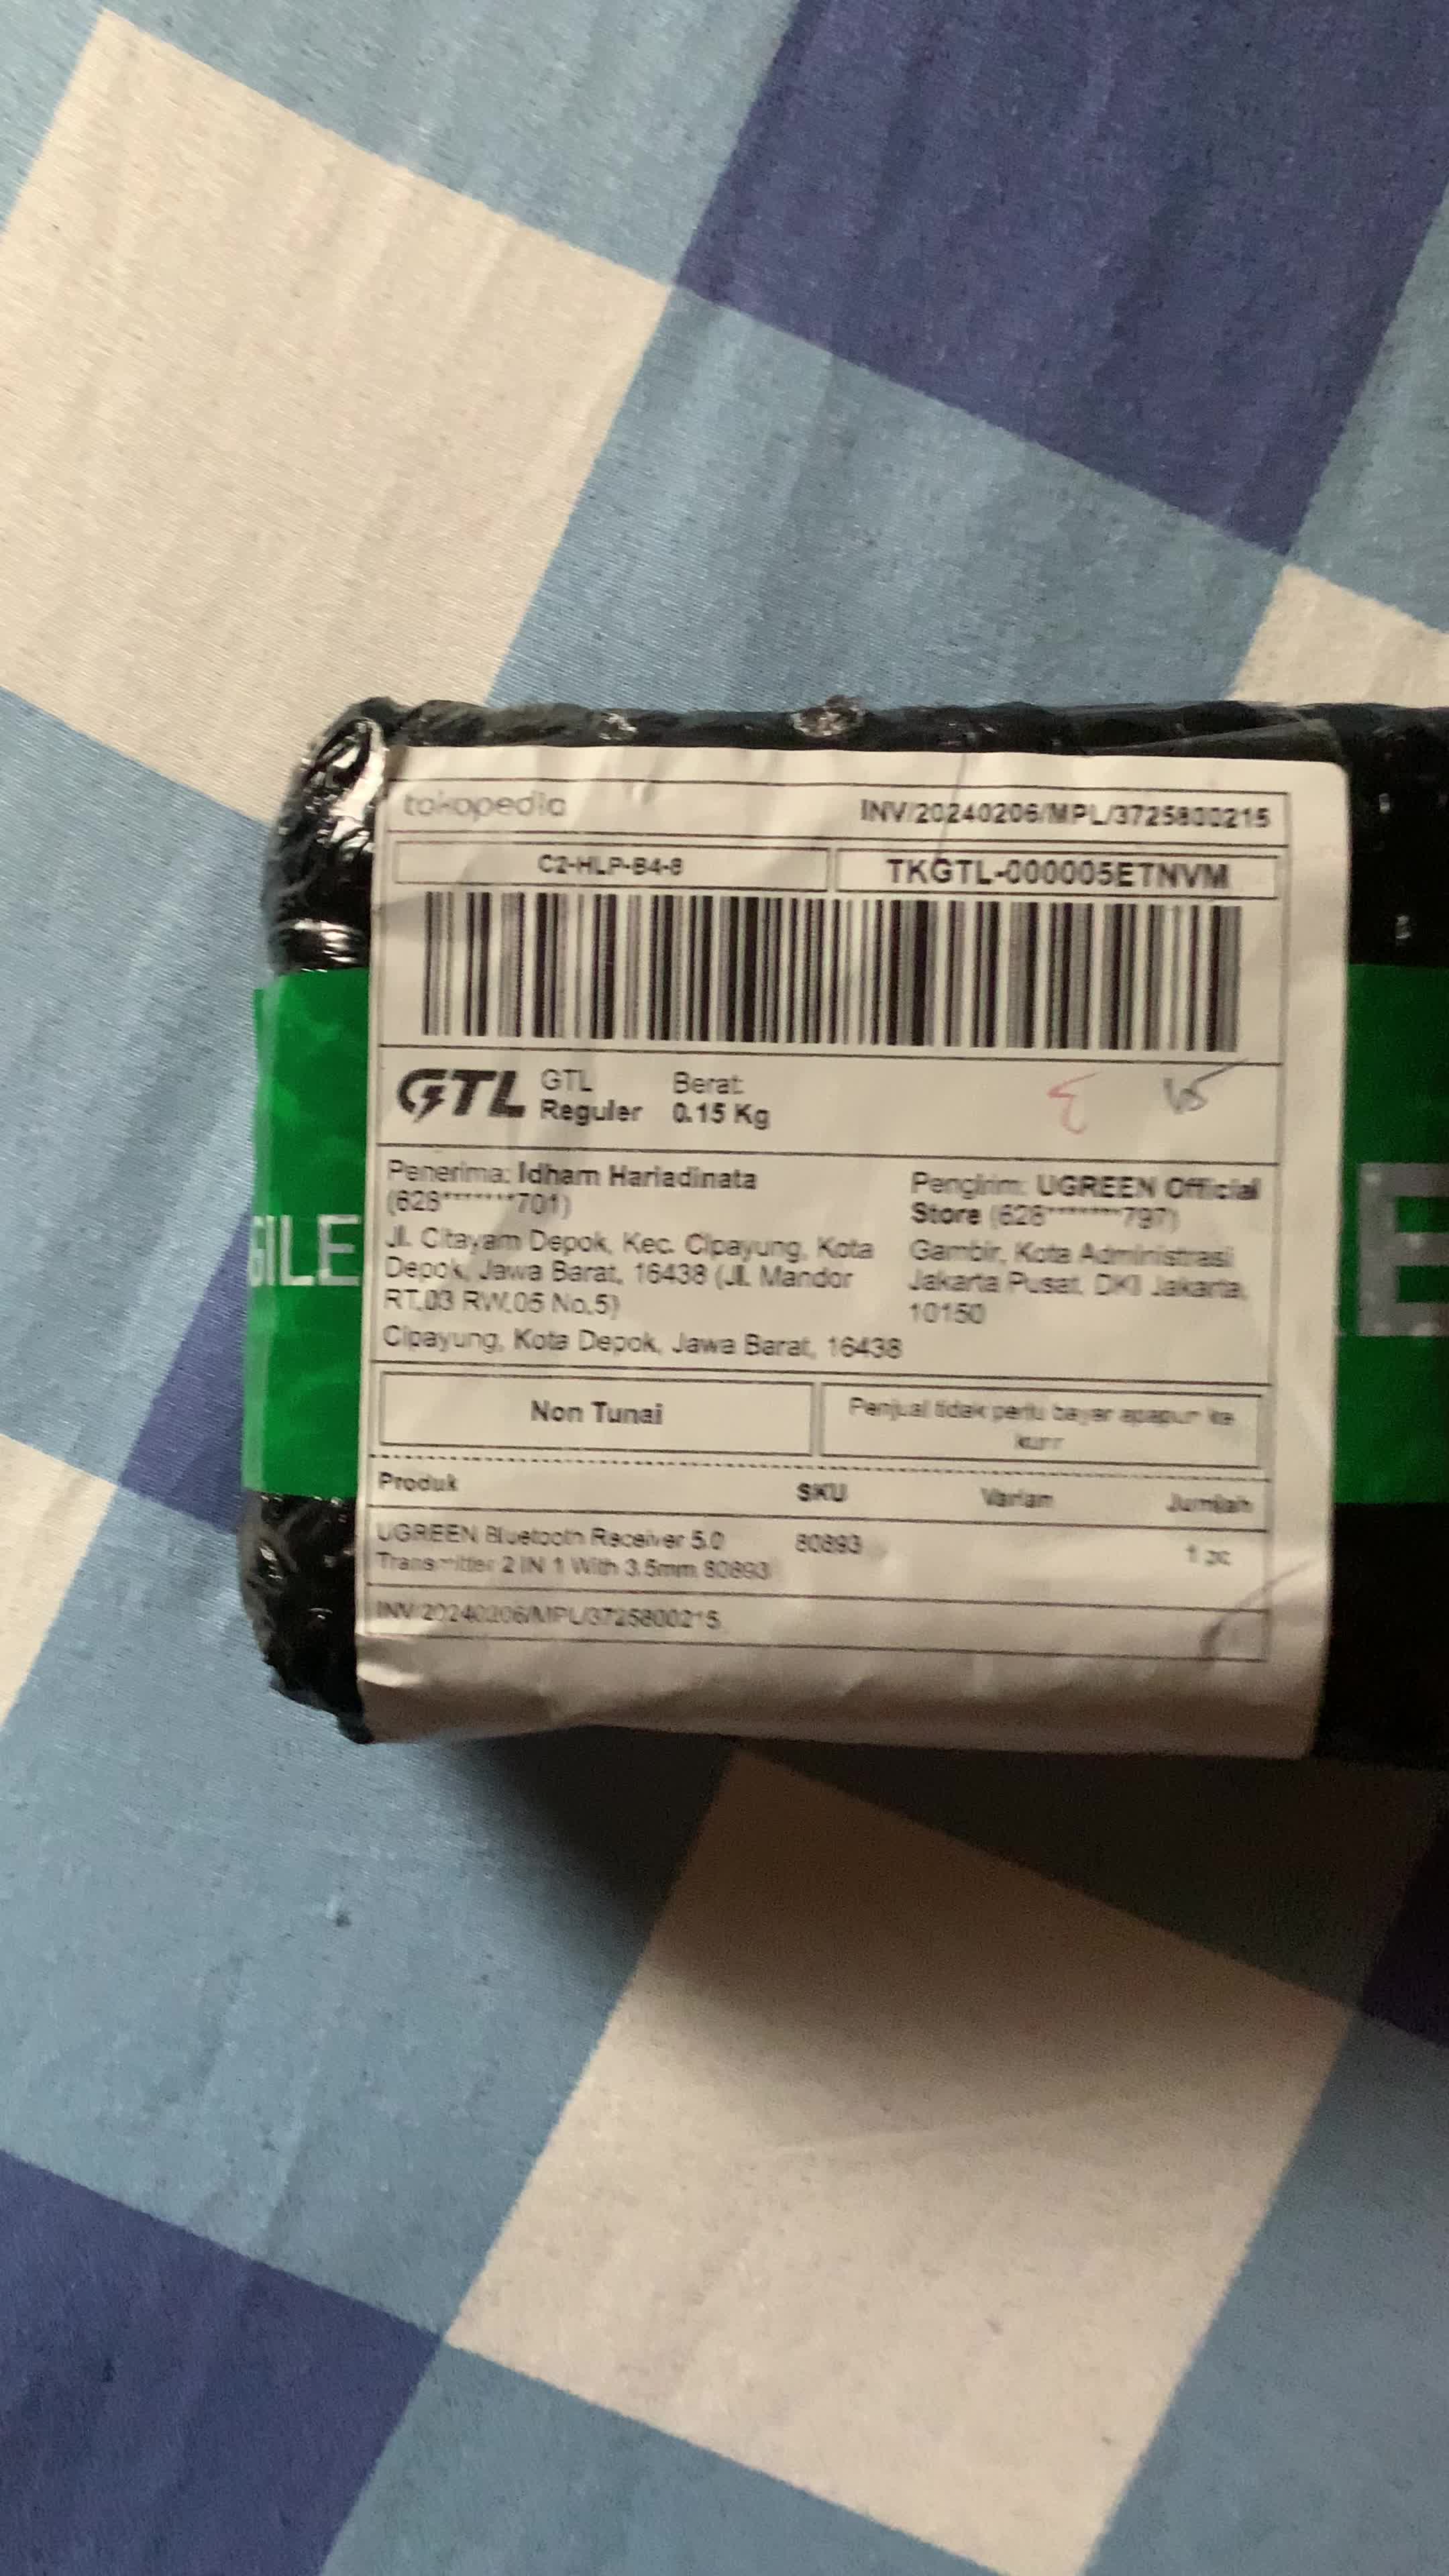 tokopedia
INV/20240206/MPL/3725800215
C2-HLP-B4-8
TKGTL-000005ETNVM
GTL
GTL
Reguler
Berat:
0.15 Kg
15
Penerima: Idham Hariadinata
(628*******701)
Jl. Citayam Depok, Kec. Cipayung, Kota
Depok, Jawa Barat, 16438 (Jl. Mandor
RT.03 RW.05 No.5)
Cipayung, Kota Depok, Jawa Barat, 16438
Pengirim: UGREEN Official
Store (628*******797)
Gambir, Kota Administrasi
Jakarta Pusat, DKI Jakarta,
10150
GILE
E
Non Tunai
Penjual tidak perlu bayar apapun ke
kurir
Produk SKU Varian Jumlah
UGREEN Bluetooth Receiver 5.0 80893 1 pc
Transmitter 2 IN 1 With 3.5mm 80893
INV/20240206/MPL/3725800215